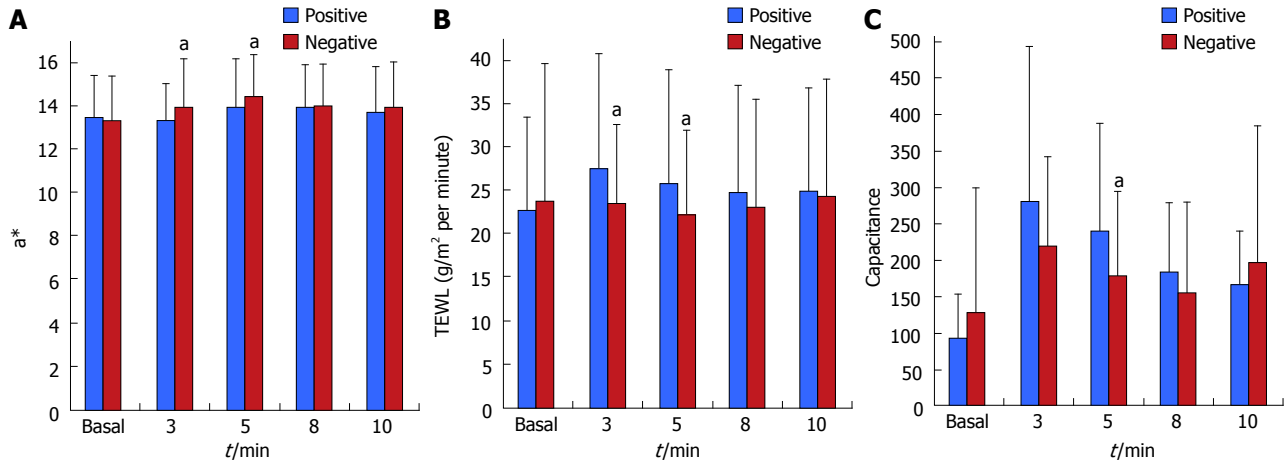 A
Positive
Negative
16
14
12
10
8
6
4
2
0
a*
a
a
Basal
3
5
8
10
t/min
B
Positive
Negative
40
35
30
25
20
15
10
5
0
TEWL (g/m² per minute)
a
a
Basal
3
5
8
10
t/min
C
Positive
Negative
500
450
400
350
300
250
200
150
100
50
0
Capacitance
a
Basal
3
5
8
10
t/min